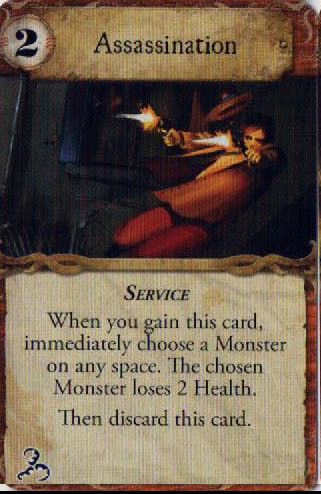 2
Assassination
SERVICE
When you gain this card,
immediately choose a Monster
on any space. The chosen
Monster loses 2 Health.
Then discard this card.